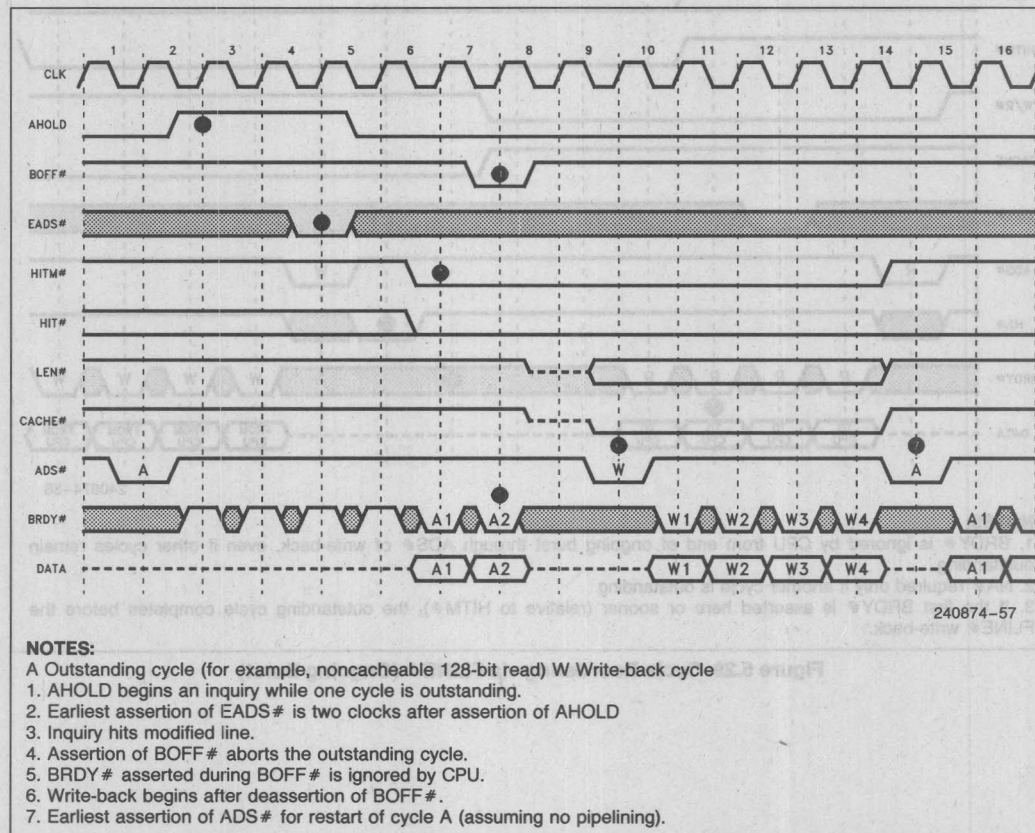 1 2 3 4 5 6 7 8 9 10 11 12 13 14 15 16
CLK
AHOLD
BOFF#
EADS#
HITM#
HIT#
LEN#
CACHE#
ADS# A W A
BRDY# A1 A2 W1 W2 W3 W4 A1
DATA A1 A2 W1 W2 W3 W4 A1
240874–57
NOTES:
A Outstanding cycle (for example, noncacheable 128-bit read) W Write-back cycle
1. AHOLD begins an inquiry while one cycle is outstanding.
2. Earliest assertion of EADS# is two clocks after assertion of AHOLD
3. Inquiry hits modified line.
4. Assertion of BOFF# aborts the outstanding cycle.
5. BRDY# asserted during BOFF# is ignored by CPU.
6. Write-back begins after deassertion of BOFF#.
7. Earliest assertion of ADS# for restart of cycle A (assuming no pipelining).